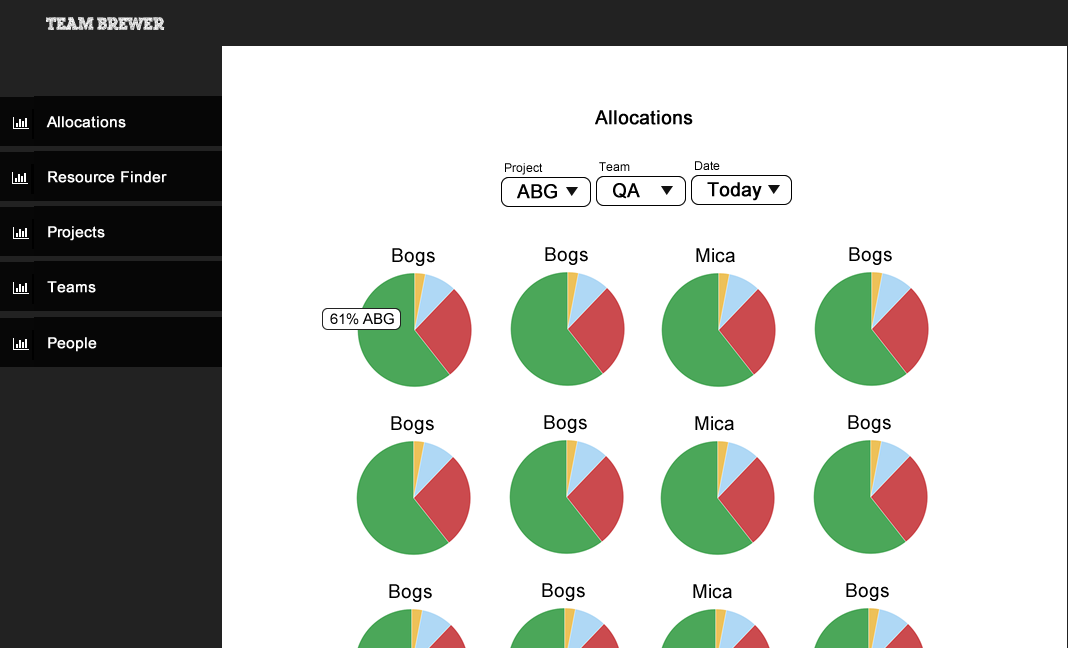 TEAM BREWER
Allocations
Resource Finder
Projects
Teams
People
Allocations
Project Team Date
ABG QA Today
Bogs Bogs Mica Bogs
61% ABG
Bogs Bogs Mica Bogs
Bogs Bogs Mica Bogs